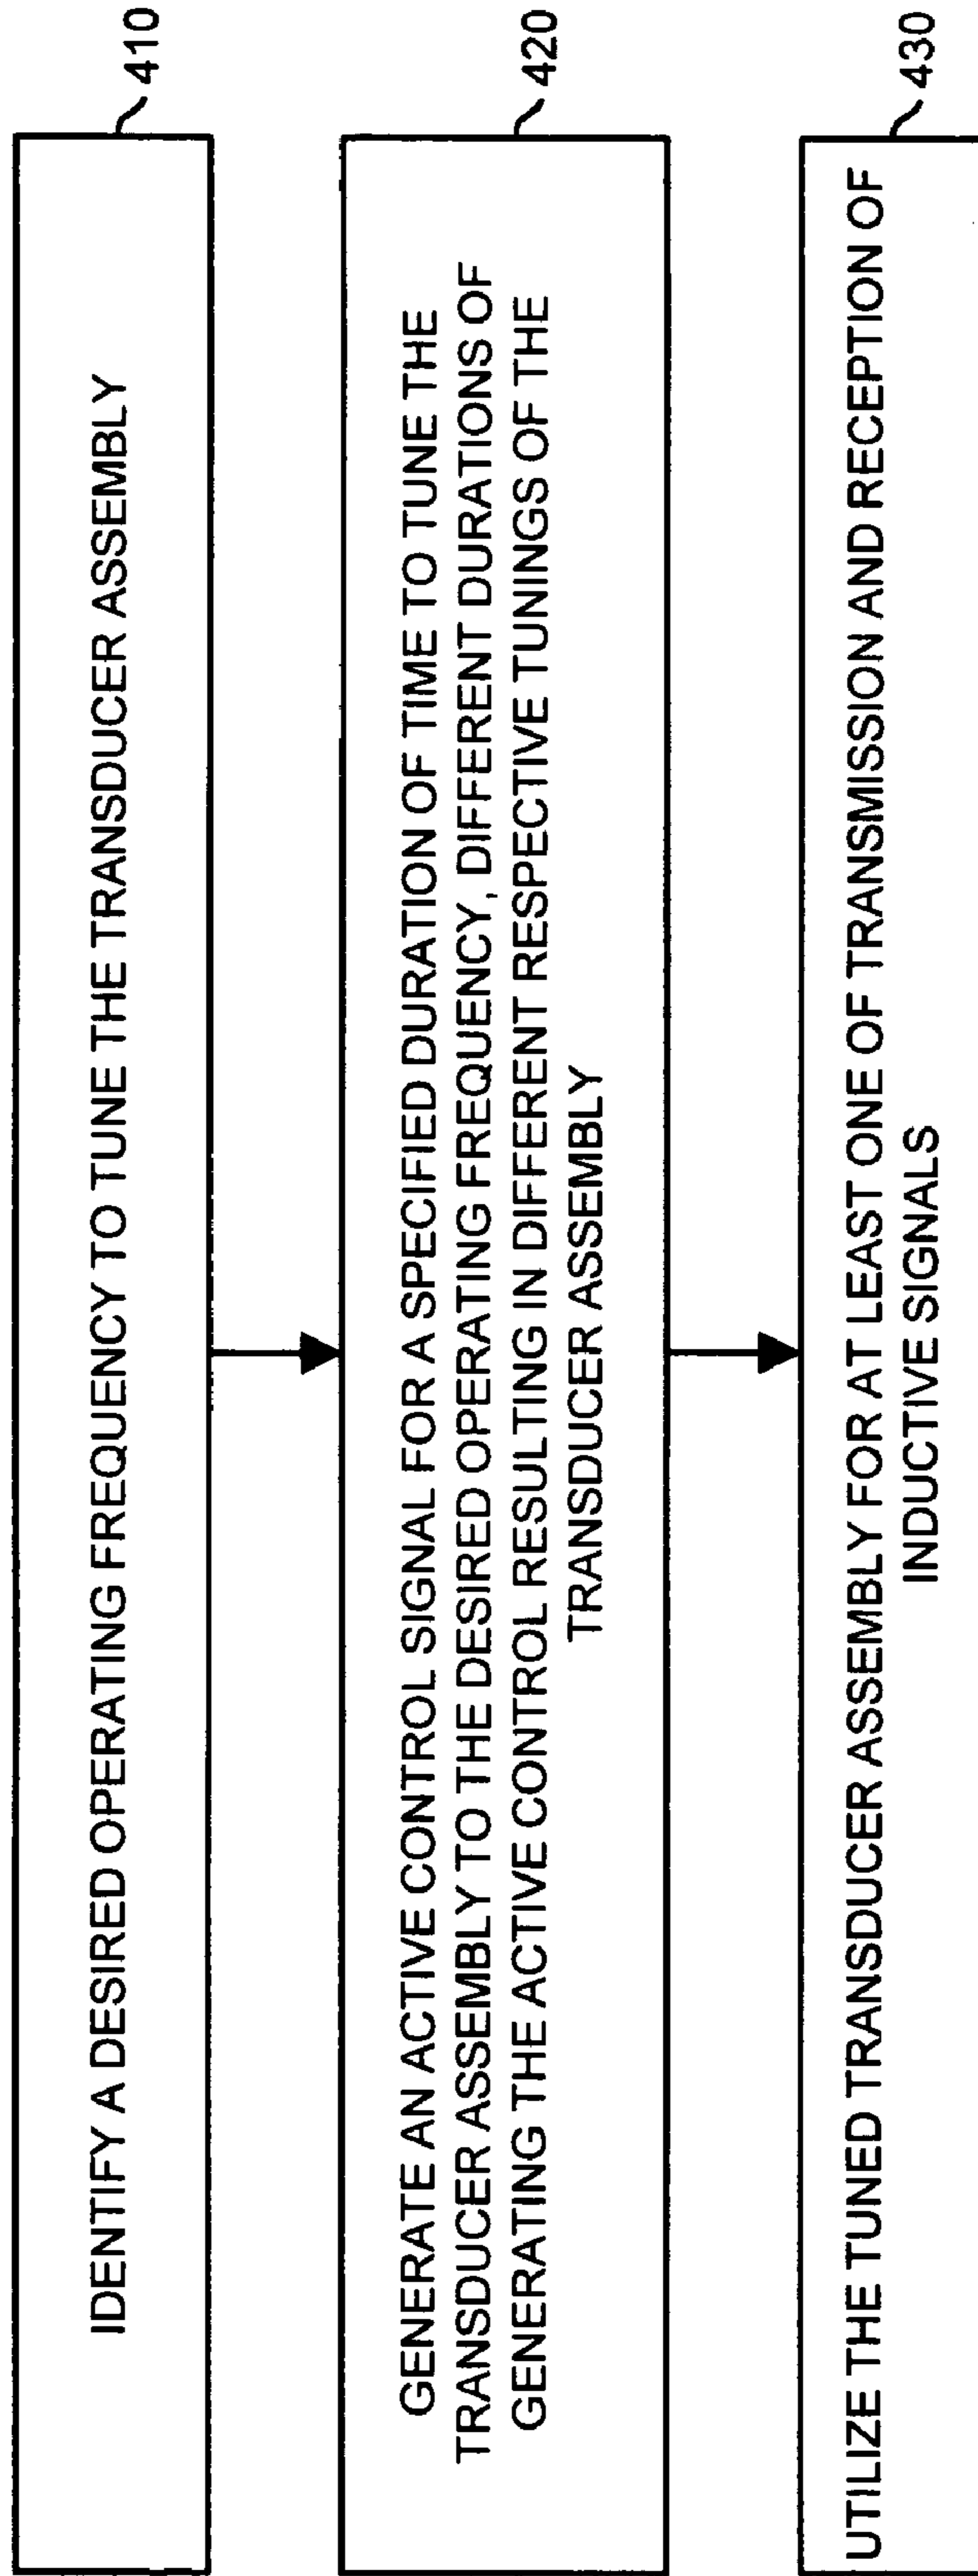 IDENTIFY A DESIRED OPERATING FREQUENCY TO TUNE THE TRANSDUCER ASSEMBLY
410
GENERATE AN ACTIVE CONTROL SIGNAL FOR A SPECIFIED DURATION OF TIME TO TUNE THE
TRANSDUCER ASSEMBLY TO THE DESIRED OPERATING FREQUENCY, DIFFERENT DURATIONS OF
GENERATING THE ACTIVE CONTROL RESULTING IN DIFFERENT RESPECTIVE TUNINGS OF THE
TRANSDUCER ASSEMBLY
420
UTILIZE THE TUNED TRANSDUCER ASSEMBLY FOR AT LEAST ONE OF TRANSMISSION AND RECEPTION OF
INDUCTIVE SIGNALS
430